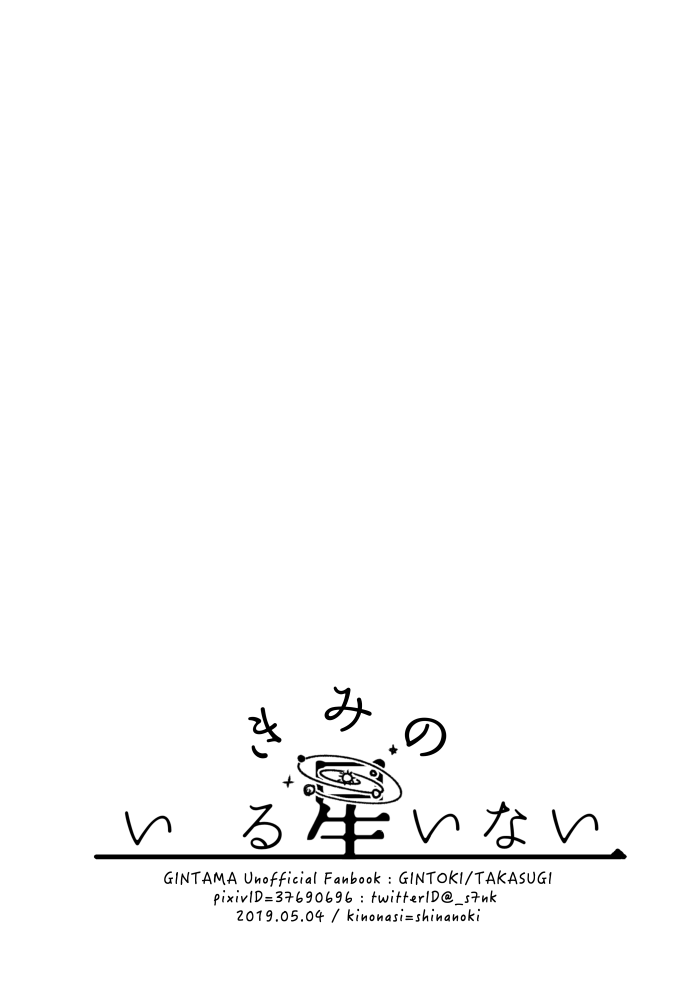 きみの
いる星いない
GINTAMA Unofficial Fanbook : GINTOKI/TAKASUGI
pixivID=37690696 : twitterID@_s7nk
2019.05.04 / kinonasi=shinanoki